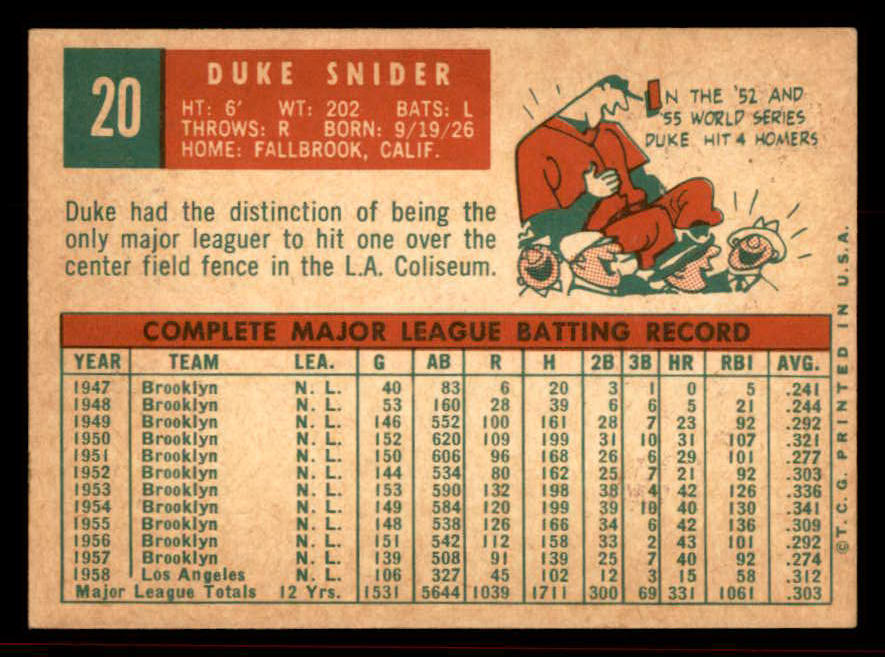 20
DUKE SNIDER
HT: 6' WT: 202 BATS: L
THROWS: R BORN: 9/19/26
HOME: FALLBROOK, CALIF.
IN THE '52 AND
'55 WORLD SERIES
DUKE HIT 4 HOMERS
Duke had the distinction of being the
only major leaguer to hit one over the
center field fence in the L.A. Coliseum.
COMPLETE MAJOR LEAGUE BATTING RECORD
YEAR TEAM LEA. G AB R H 2B 3B HR RBI AVG.
1947 Brooklyn N. L. 40 83 6 20 3 1 0 5 .241
1948 Brooklyn N. L. 53 160 28 39 6 6 5 21 .244
1949 Brooklyn N. L. 146 552 100 161 28 7 23 92 .292
1950 Brooklyn N. L. 152 620 109 199 31 10 31 107 .321
1951 Brooklyn N. L. 150 606 96 168 26 6 29 101 .277
1952 Brooklyn N. L. 144 534 80 162 25 7 21 92 .303
1953 Brooklyn N. L. 153 590 132 198 38 4 42 126 .336
1954 Brooklyn N. L. 149 584 120 199 39 10 40 130 .341
1955 Brooklyn N. L. 148 538 126 166 34 6 42 136 .309
1956 Brooklyn N. L. 151 542 112 158 33 2 43 101 .292
1957 Brooklyn N. L. 139 508 91 139 25 7 40 92 .274
1958 Los Angeles N. L. 106 327 45 102 12 3 15 58 .312
Major League Totals 12 Yrs. 1531 5644 1039 1711 300 69 331 1061 .303
©T.C.G. PRINTED IN U.S.A.